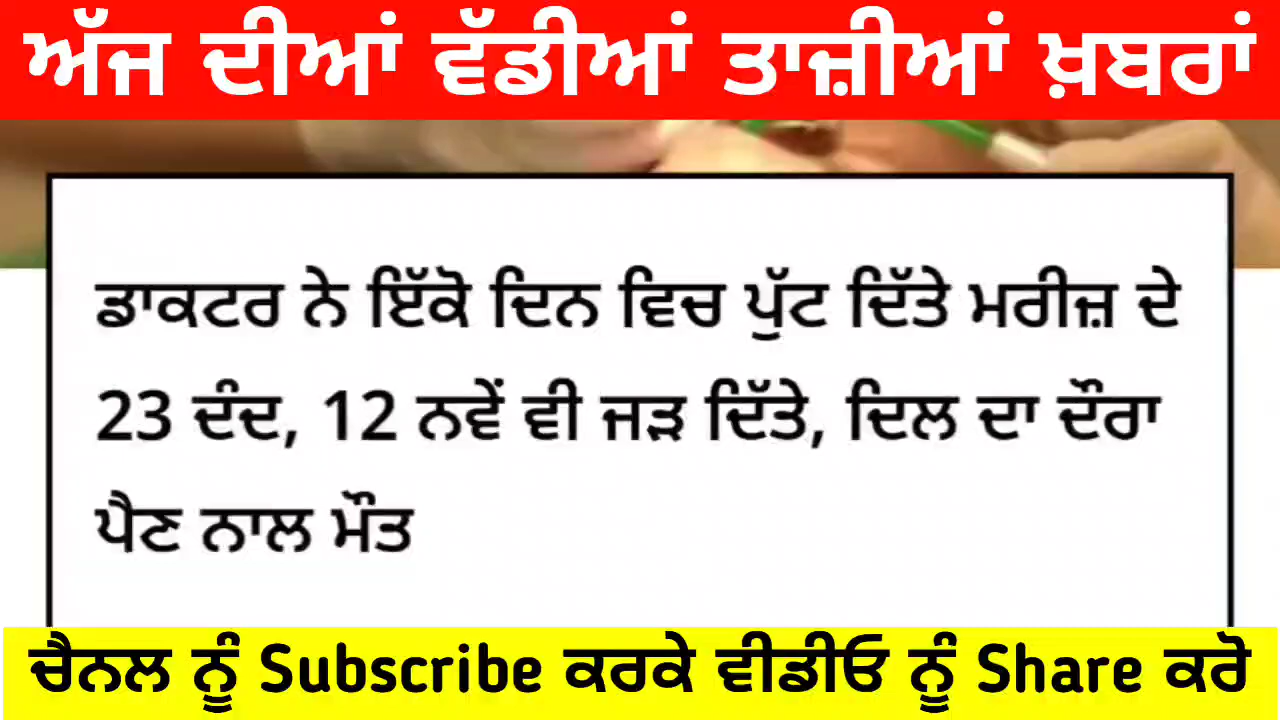 ਅੱਜ ਦੀਆਂ ਵੱਡੀਆਂ ਤਾਜ਼ੀਆਂ ਖ਼ਬਰਾਂ
ਡਾਕਟਰ ਨੇ ਇੱਕੋ ਦਿਨ ਵਿਚ ਪੁੱਟ ਦਿੱਤੇ ਮਰੀਜ਼ ਦੇ
23 ਦੰਦ, 12 ਨਵੇਂ ਵੀ ਜੜ ਦਿੱਤੇ, ਦਿਲ ਦਾ ਦੌਰਾ
ਪੈਣ ਨਾਲ ਮੌਤ
ਚੈਨਲ ਨੂੰ Subscribe ਕਰਕੇ ਵੀਡੀਓ ਨੂੰ Share ਕਰੋ